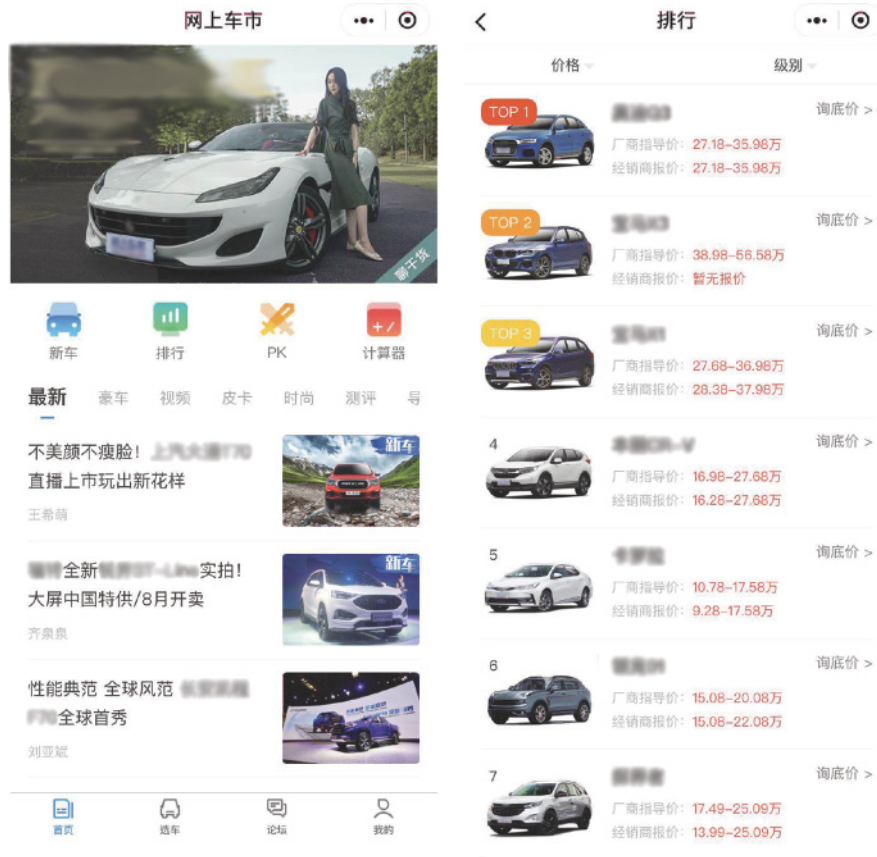 网上车市
聊干货
新车
排行
PK
计算器
最新
豪车
视频
皮卡
时尚
测评
导
不美颜不瘦脸！
直播上市玩出新花样
王希萌
新车
全新
实拍！
大屏中国特供/8月开卖
齐泉泉
新车
性能典范 全球风范
全球首秀
刘亚斌
首页
选车
论坛
我的
排行
价格
级别
TOP 1
询底价 >
厂商指导价：27.18-35.98万
经销商报价：27.18-35.98万
TOP 2
询底价 >
厂商指导价：38.98-56.58万
经销商报价：暂无报价
TOP 3
询底价 >
厂商指导价：27.68-36.98万
经销商报价：28.38-37.98万
4
询底价 >
厂商指导价：16.98-27.68万
经销商报价：16.28-27.68万
5
询底价 >
厂商指导价：10.78-17.58万
经销商报价：9.28-17.58万
6
询底价 >
厂商指导价：15.08-20.08万
经销商报价：15.08-22.08万
7
询底价 >
厂商指导价：17.49-25.09万
经销商报价：13.99-25.09万